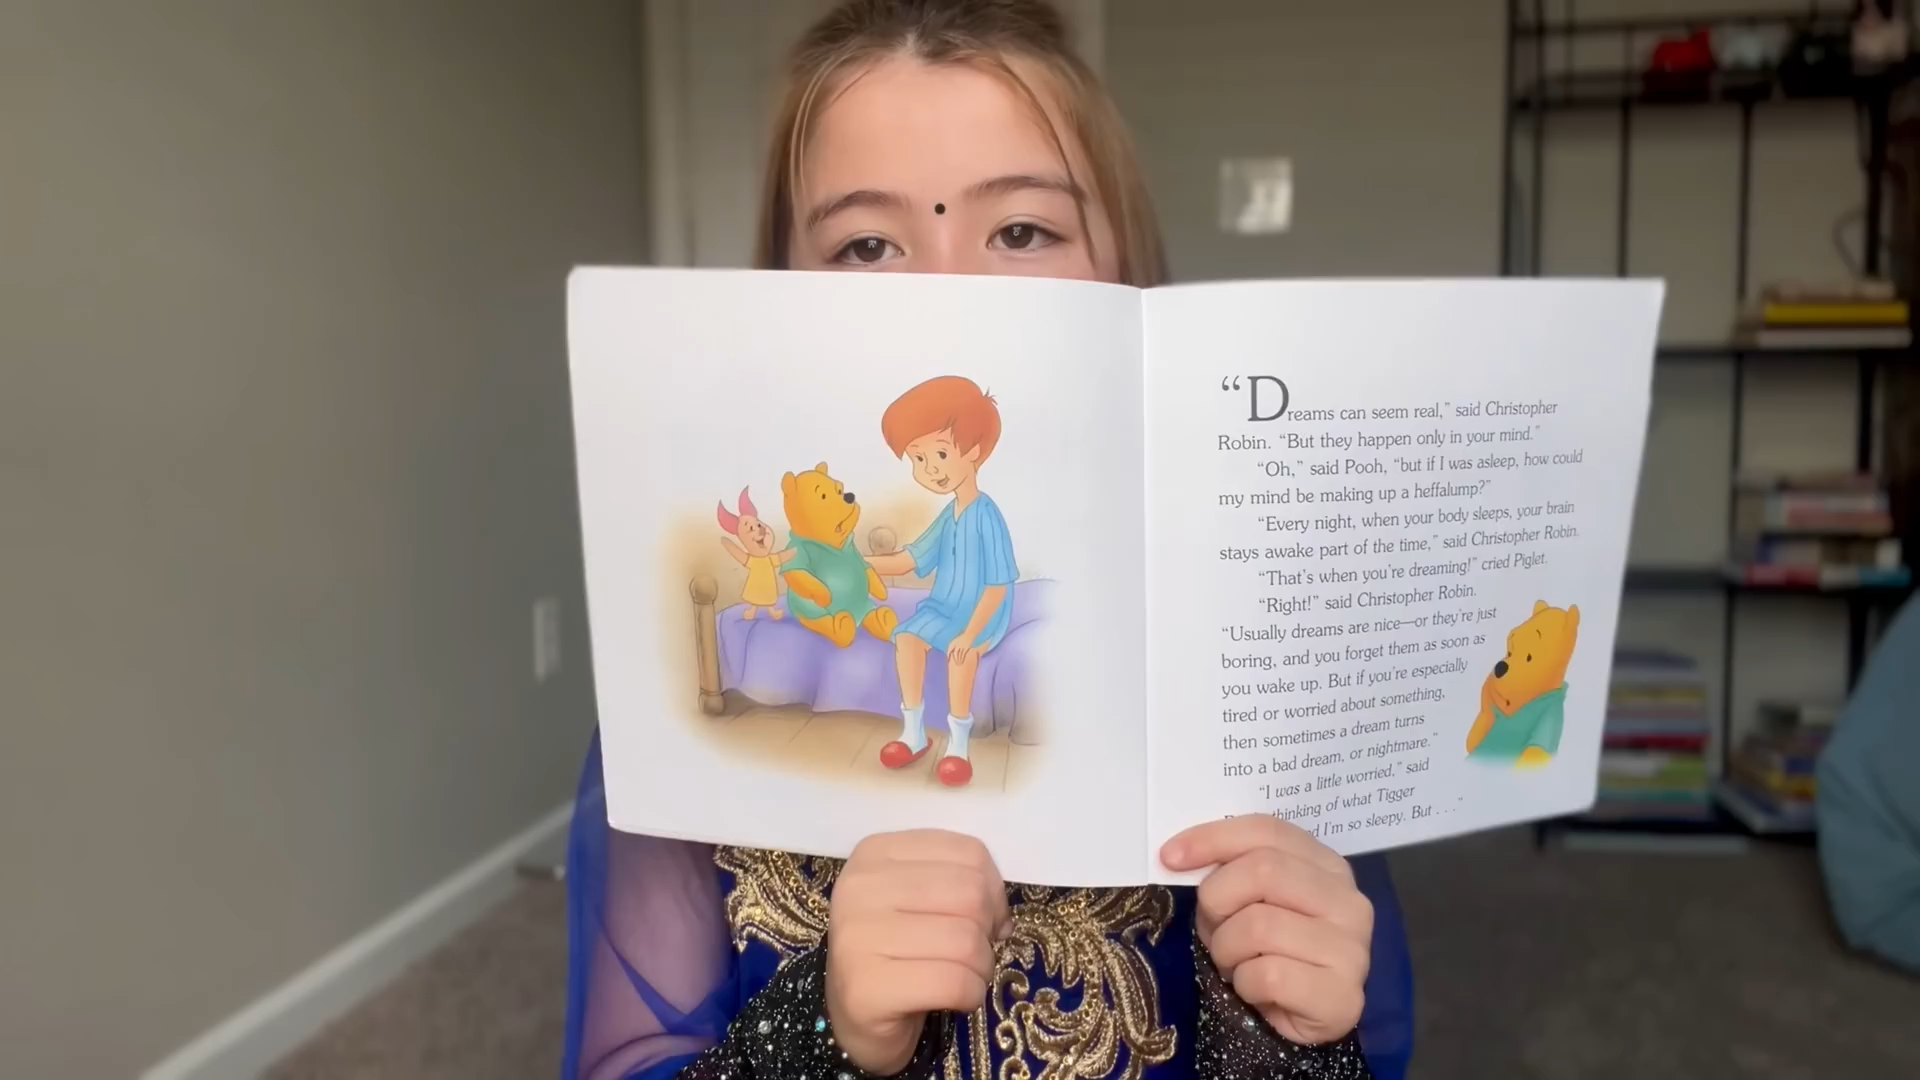 “Dreams can seem real,” said Christopher
Robin. “But they happen only in your mind.”
“Oh,” said Pooh, “but if I was asleep, how could
my mind be making up a heffalump?”
“Every night, when your body sleeps, your brain
stays awake part of the time,” said Christopher Robin.
“That’s when you’re dreaming!” cried Piglet.
“Right!” said Christopher Robin.
“Usually dreams are nice—or they’re just
boring, and you forget them as soon as
you wake up. But if you’re especially
tired or worried about something,
then sometimes a dream turns
into a bad dream, or nightmare.”
“I was a little worried,” said
thinking of what Tigger
I’m so sleepy. But . . .”